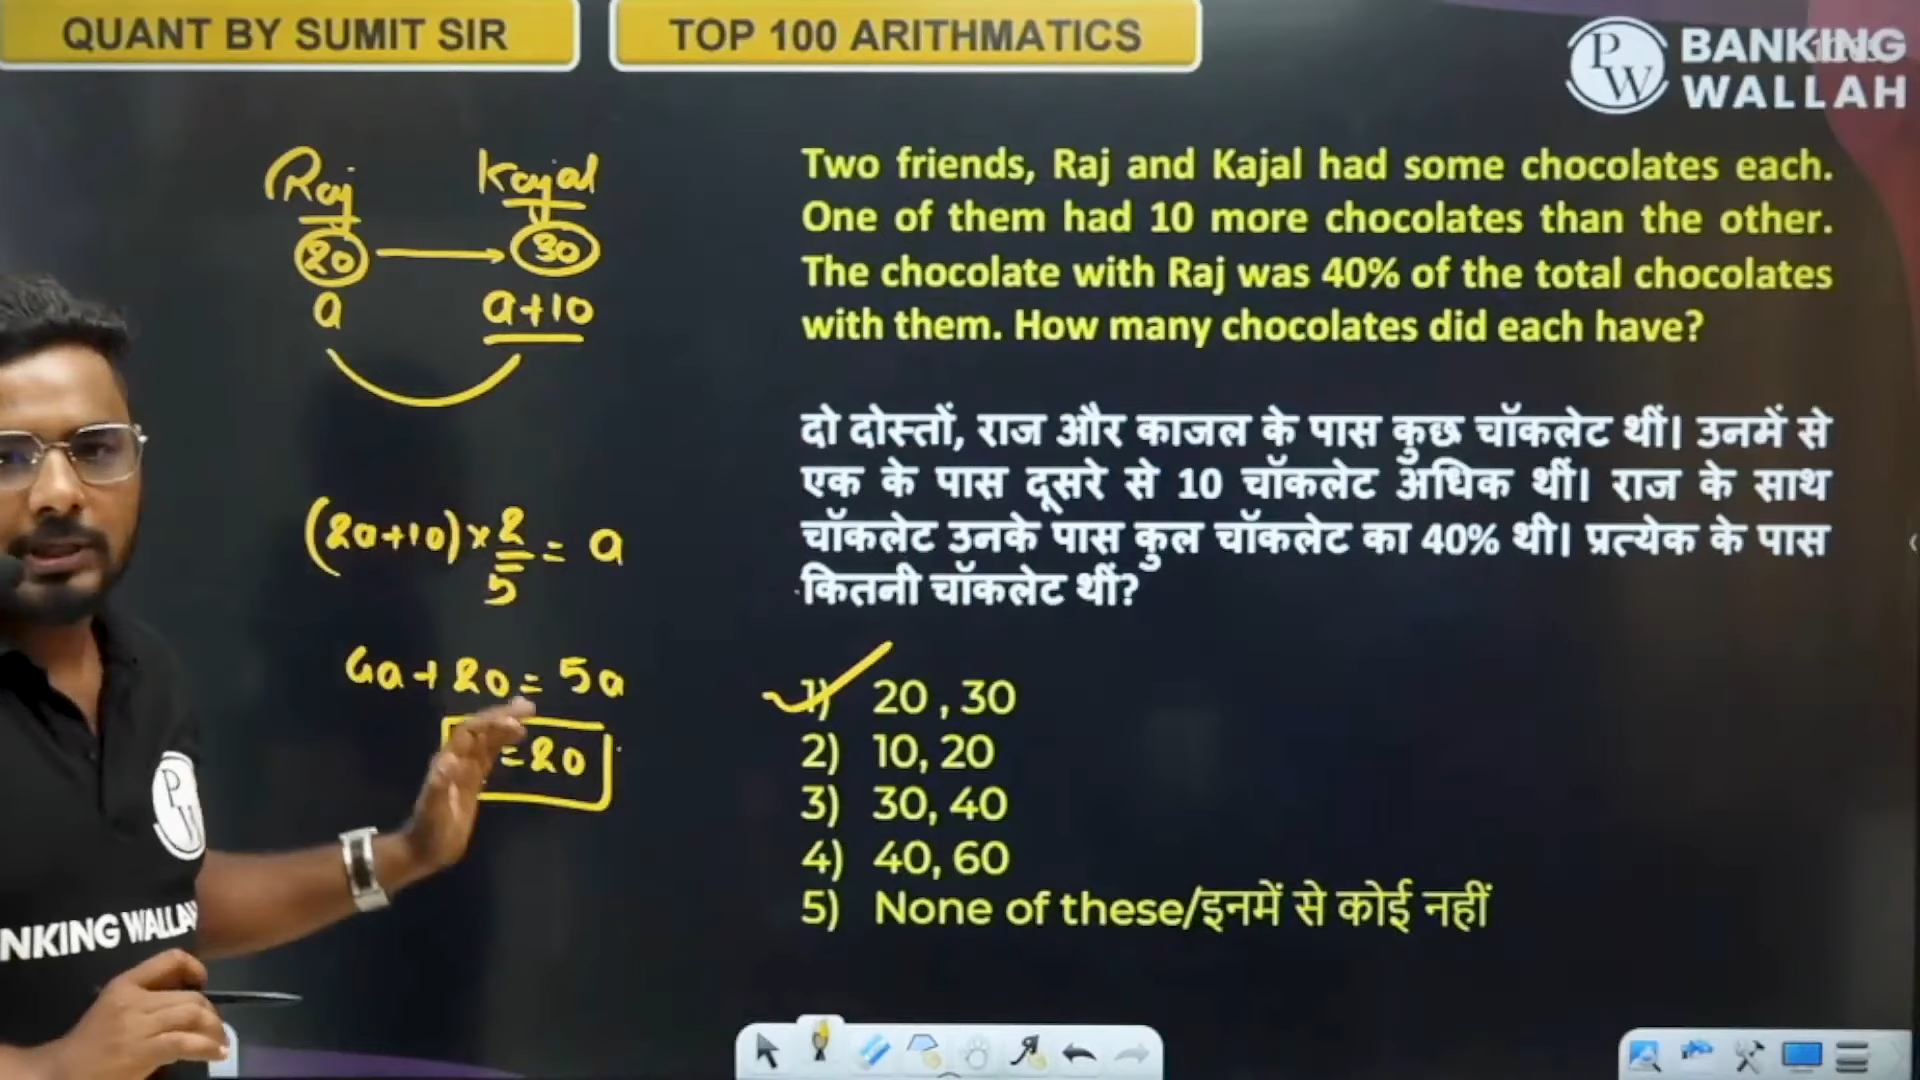 QUANT BY SUMIT SIR
TOP 100 ARITHMATICS
BANKING
WALLAH
PW
Raj Kajal
20 30
a a+10
(2a+10)×2/5 = a
4a+20=5a
=20
Two friends, Raj and Kajal had some chocolates each.
One of them had 10 more chocolates than the other.
The chocolate with Raj was 40% of the total chocolates
with them. How many chocolates did each have?
दो दोस्तों, राज और काजल के पास कुछ चॉकलेट थीं। उनमें से
एक के पास दूसरे से 10 चॉकलेट अधिक थीं। राज के साथ
चॉकलेट उनके पास कुल चॉकलेट का 40% थी। प्रत्येक के पास
कितनी चॉकलेट थीं?
1) 20 , 30
2) 10, 20
3) 30, 40
4) 40, 60
5) None of these/इनमें से कोई नहीं
PW
NKING WALLA